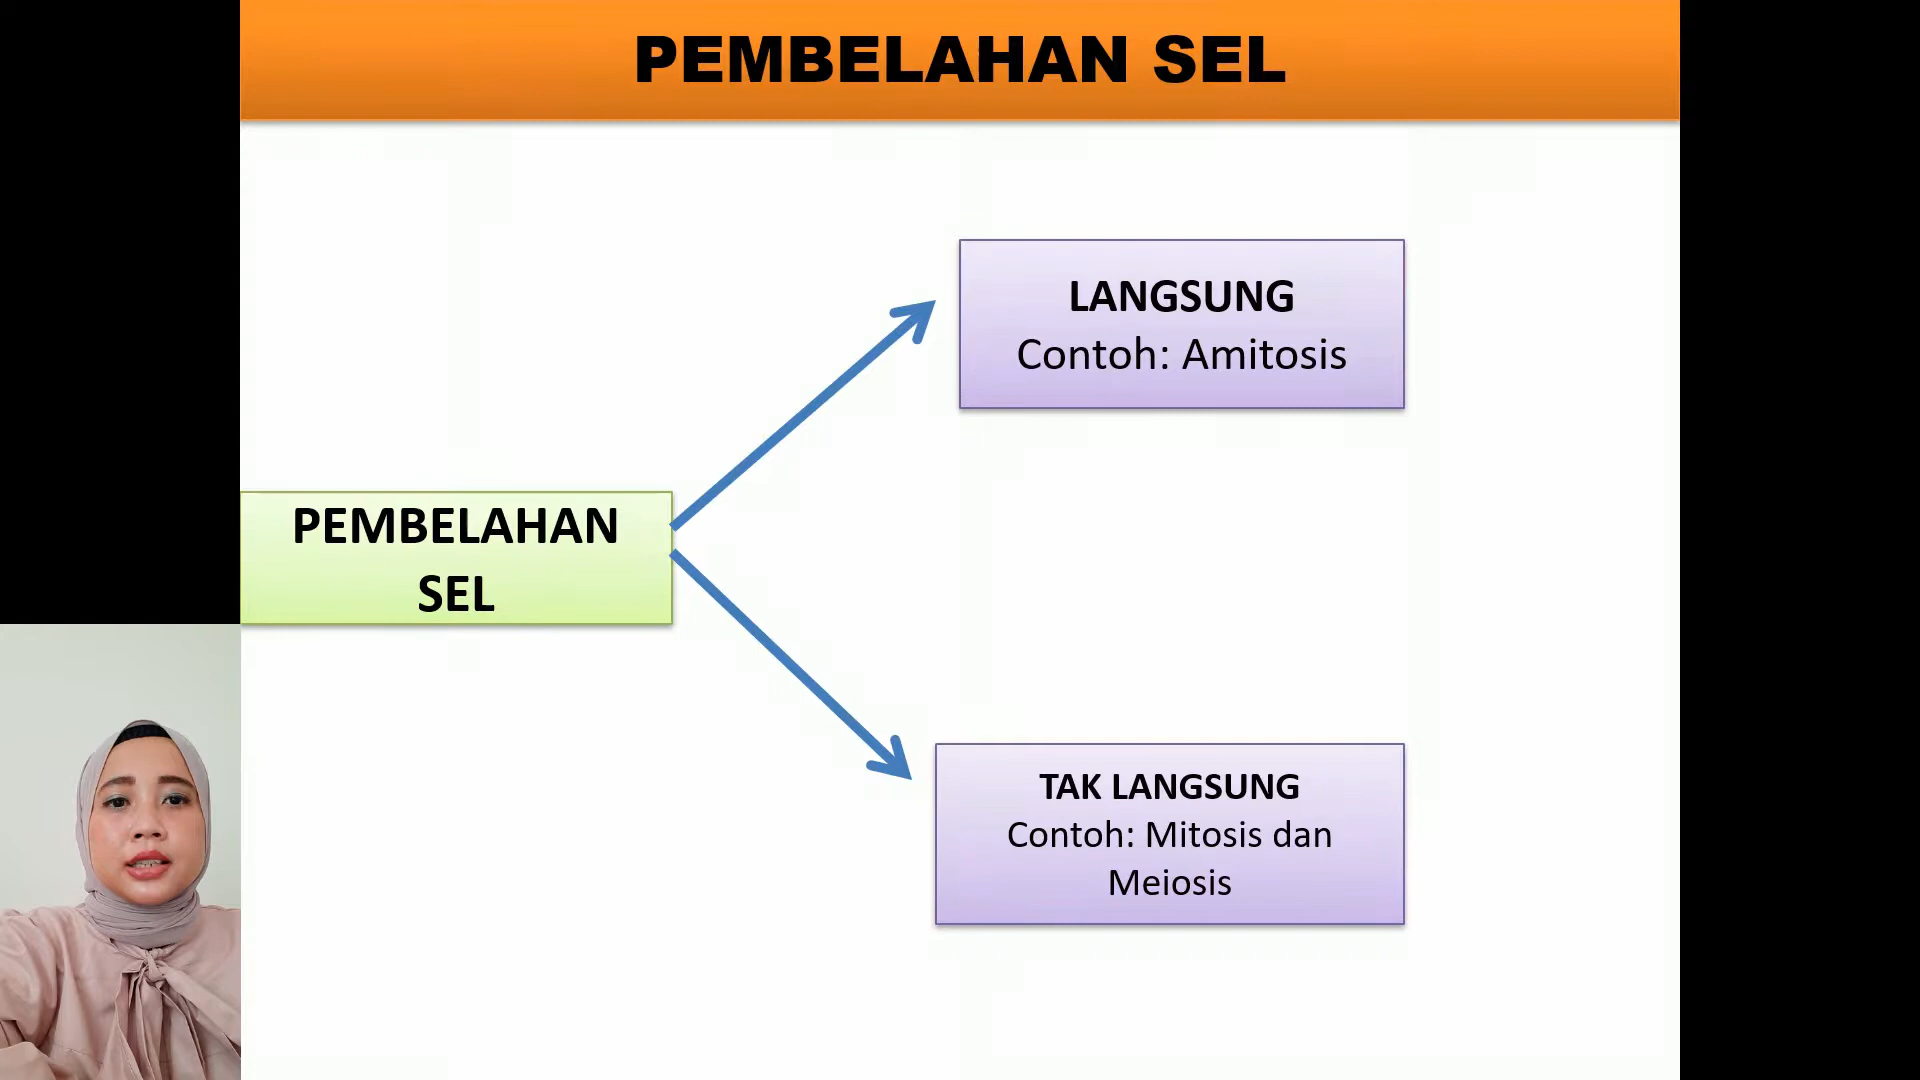 PEMBELAHAN SEL
LANGSUNG
Contoh: Amitosis
PEMBELAHAN
SEL
TAK LANGSUNG
Contoh: Mitosis dan
Meiosis